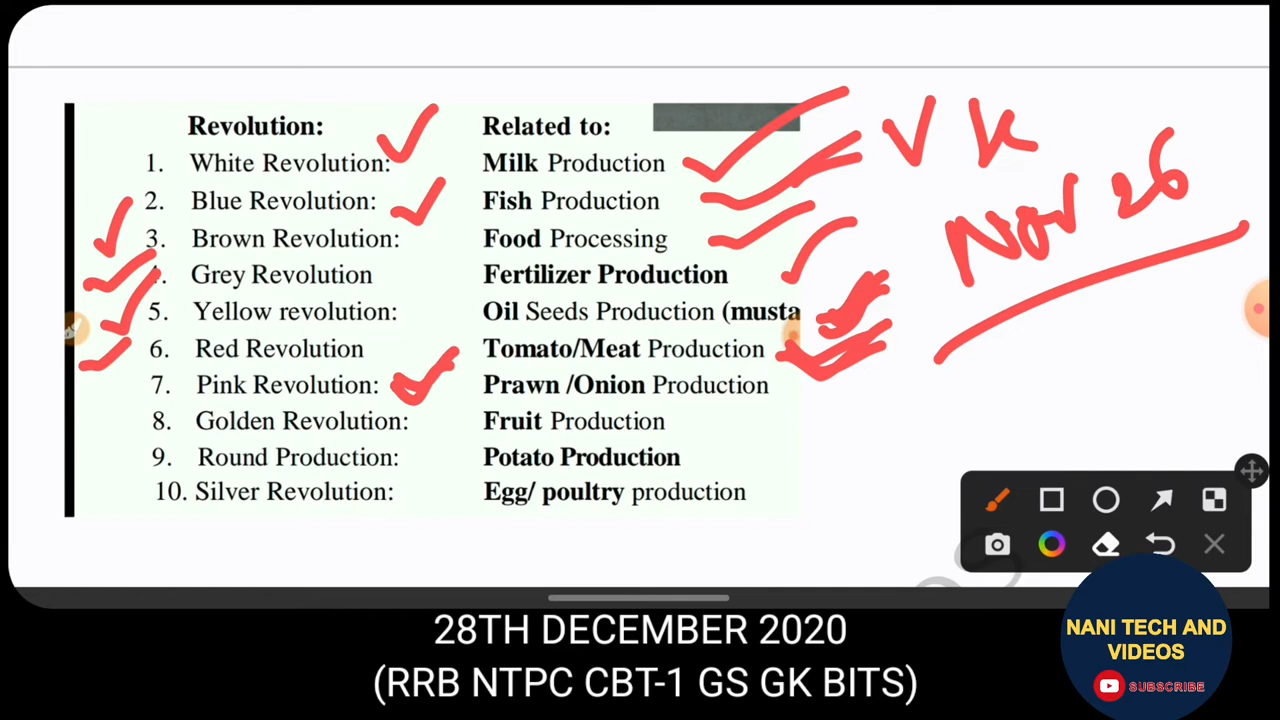 Revolution: Related to:
1. White Revolution: Milk Production
2. Blue Revolution: Fish Production
3. Brown Revolution: Food Processing
4. Grey Revolution Fertilizer Production
5. Yellow revolution: Oil Seeds Production (musta
6. Red Revolution Tomato/Meat Production
7. Pink Revolution: Prawn /Onion Production
8. Golden Revolution: Fruit Production
9. Round Production: Potato Production
10. Silver Revolution: Egg/ poultry production
V K
Nov 26
28TH DECEMBER 2020
(RRB NTPC CBT-1 GS GK BITS)
NANI TECH AND
VIDEOS
SUBSCRIBE